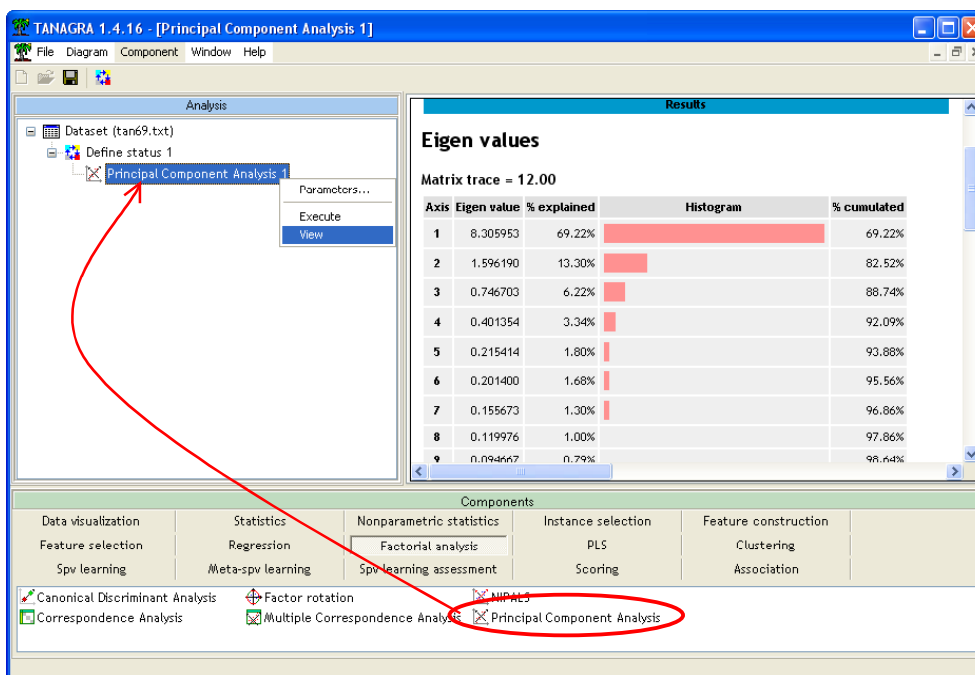 TANAGRA 1.4.16 - [Principal Component Analysis 1]
File Diagram Component Window Help
Analysis
Dataset (tan69.txt)
Define status 1
Principal Component Analysis 1
Parameters...
Execute
View
Results
Eigen values
Matrix trace = 12.00
Axis Eigen value % explained Histogram % cumulated
1 8.305953 69.22% 69.22%
2 1.596190 13.30% 82.52%
3 0.746703 6.22% 88.74%
4 0.401354 3.34% 92.09%
5 0.215414 1.80% 93.88%
6 0.201400 1.68% 95.56%
7 0.155673 1.30% 96.86%
8 0.119976 1.00% 97.86%
9 0.094667 0.79% 98.64%
Components
Data visualization Statistics Nonparametric statistics Instance selection Feature construction
Feature selection Regression Factorial analysis PLS Clustering
Spv learning Meta-spv learning Spv learning assessment Scoring Association
Canonical Discriminant Analysis Factor rotation NIPALS
Correspondence Analysis Multiple Correspondence Analysis Principal Component Analysis